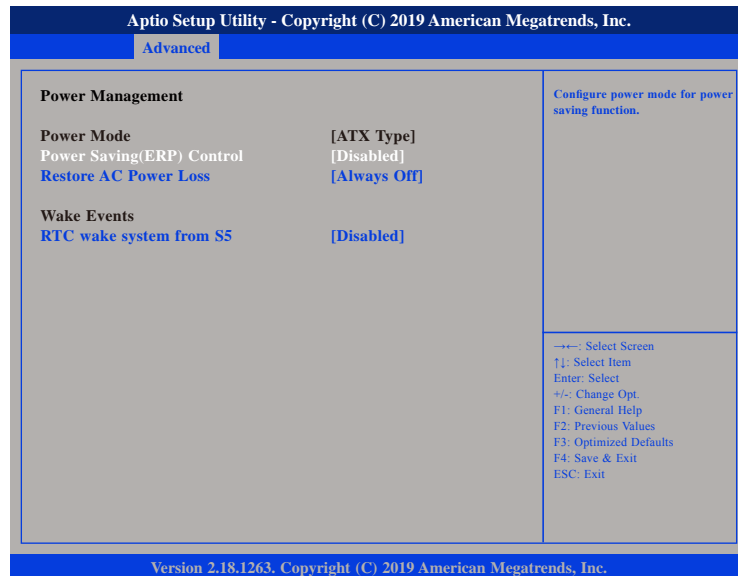 Aptio Setup Utility - Copyright (C) 2019 American Megatrends, Inc.
Advanced
Power Management
Power Mode [ATX Type]
Power Saving(ERP) Control [Disabled]
Restore AC Power Loss [Always Off]
Wake Events
RTC wake system from S5 [Disabled]
Configure power mode for power
saving function.
→←: Select Screen
↑↓: Select Item
Enter: Select
+/-: Change Opt.
F1: General Help
F2: Previous Values
F3: Optimized Defaults
F4: Save & Exit
ESC: Exit
Version 2.18.1263. Copyright (C) 2019 American Megatrends, Inc.